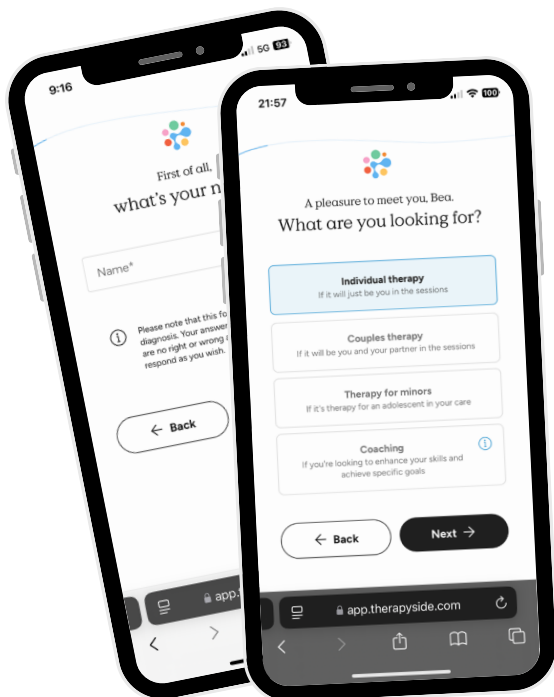 9:16
5G 93
First of all,
what's your n
Name*
Please note that this fo
diagnosis. Your answer
are no right or wrong
respond as you wish.
← Back
app.
21:57
100
A pleasure to meet you, Bea.
What are you looking for?
Individual therapy
If it will just be you in the sessions
Couples therapy
If it will be you and your partner in the sessions
Therapy for minors
If it's therapy for an adolescent in your care
Coaching
If you're looking to enhance your skills and
achieve specific goals
← Back
Next →
app.therapyside.com